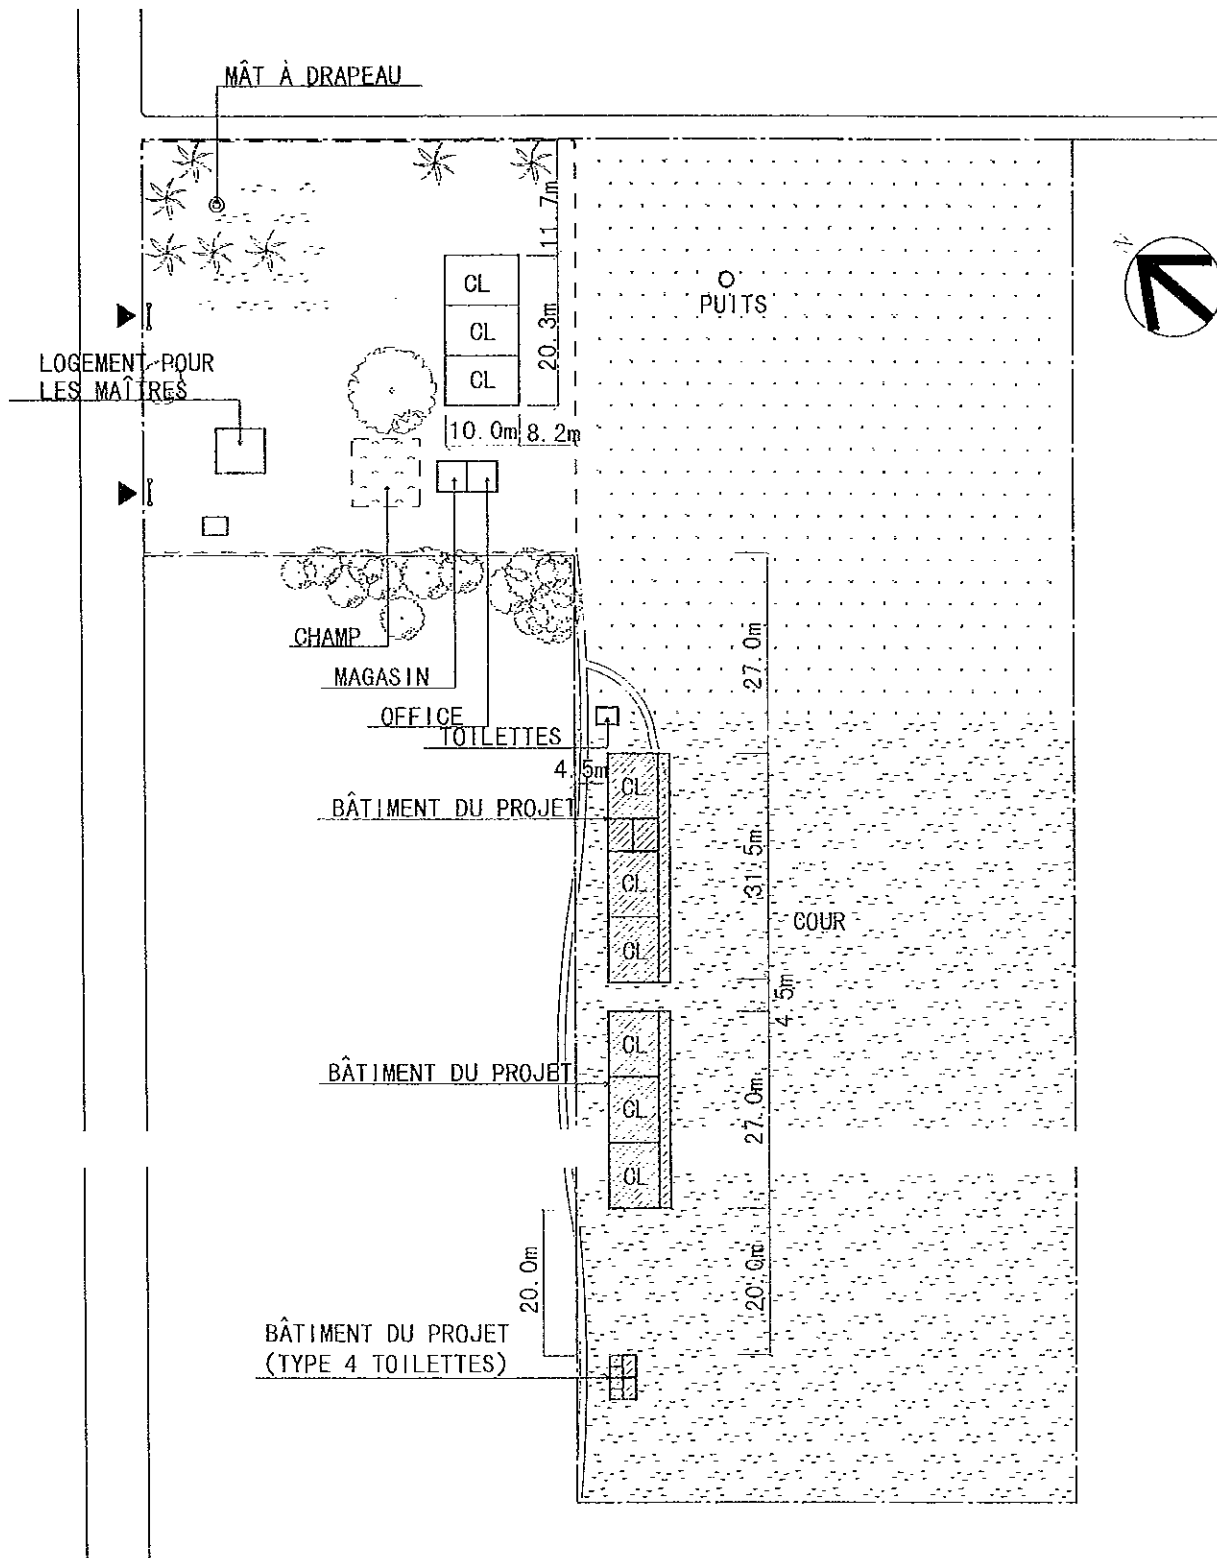 MÂT À DRAPEAU
N
11.7m
CL
CL
CL
20.3m
PUITS
LOGEMENT POUR
LES MAÎTRES
10.0m
8.2m
CHAMP
MAGASIN
OFFICE
TOILETTES
27.0m
4.5m
CL
BÂTIMENT DU PROJET
CL
CL
31.5m
COUR
4.5m
CL
BÂTIMENT DU PROJET
CL
CL
27.0m
20.0m
20.0m
BÂTIMENT DU PROJET
(TYPE 4 TOILETTES)